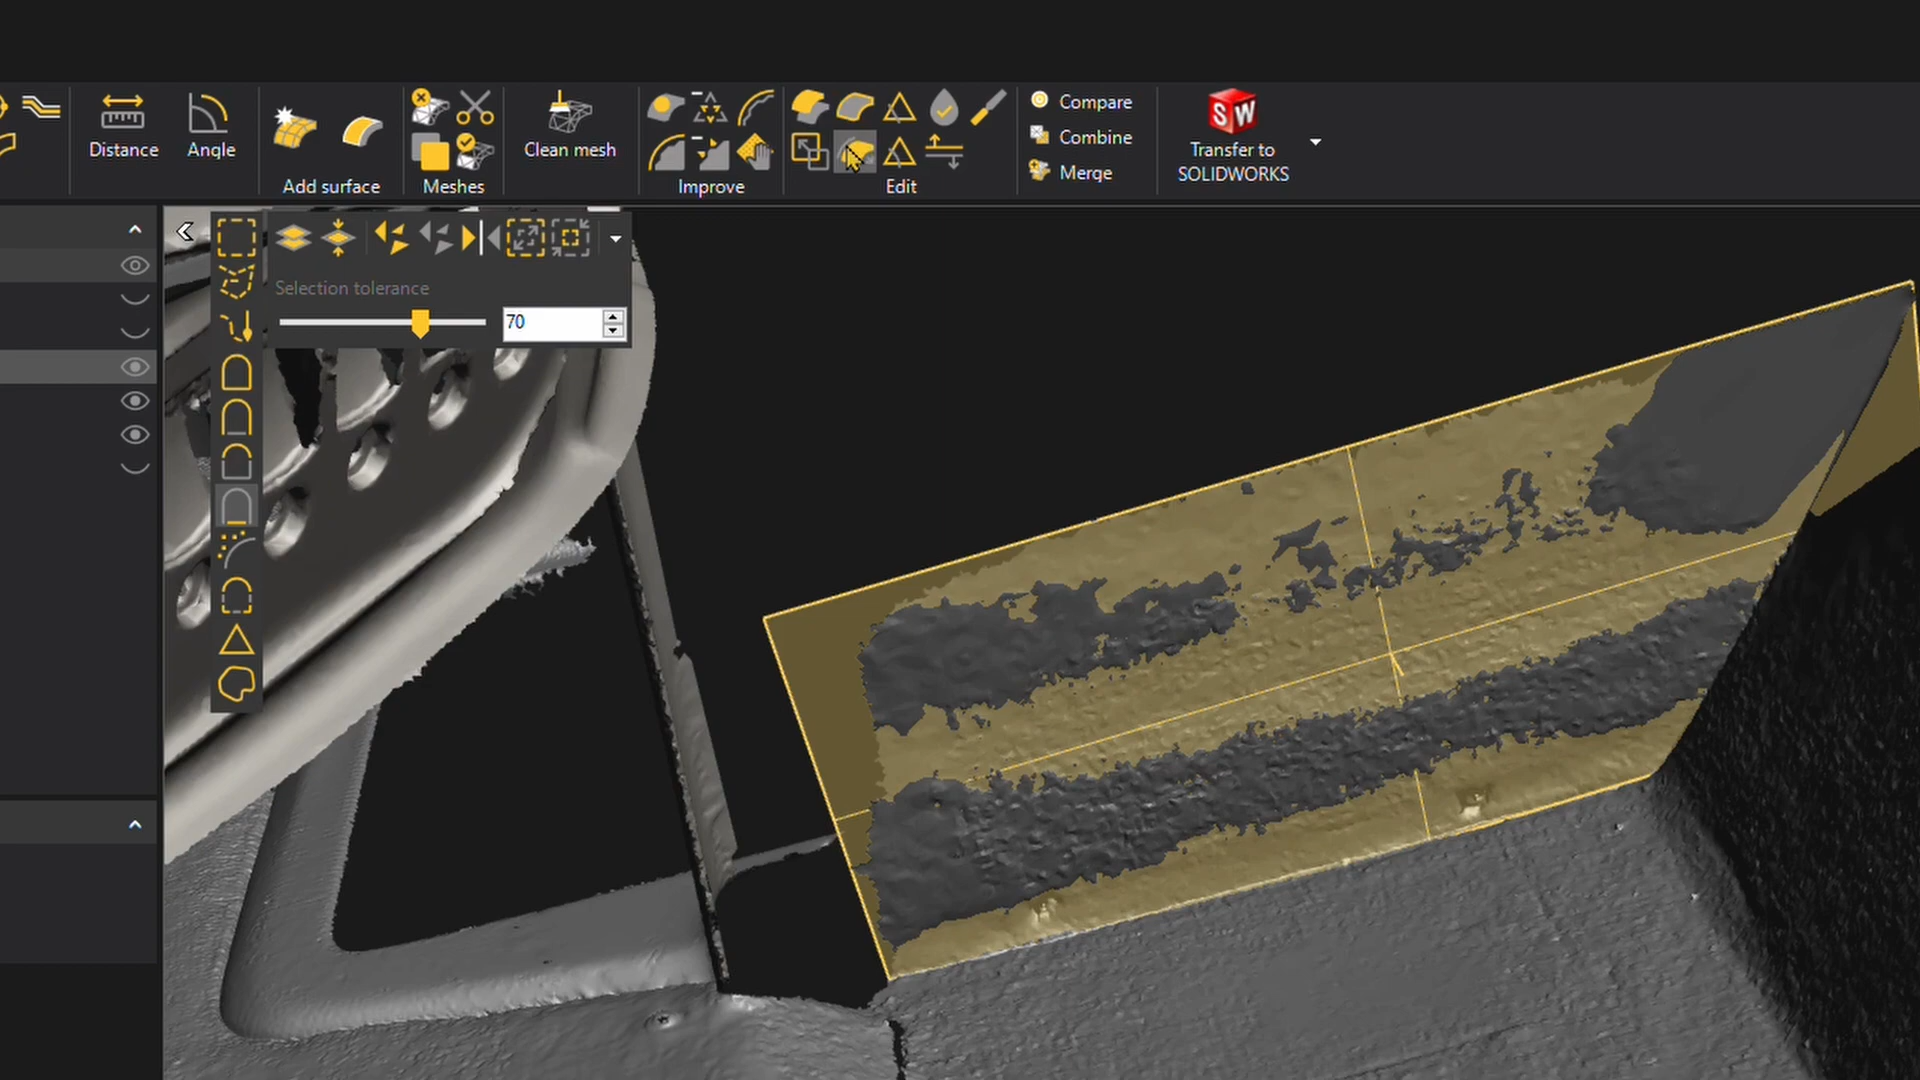 Distance
Angle
Add surface
Meshes
Clean mesh
Improve
Edit
Compare
Combine
Merge
SW
Transfer to
SOLIDWORKS
Selection tolerance
70